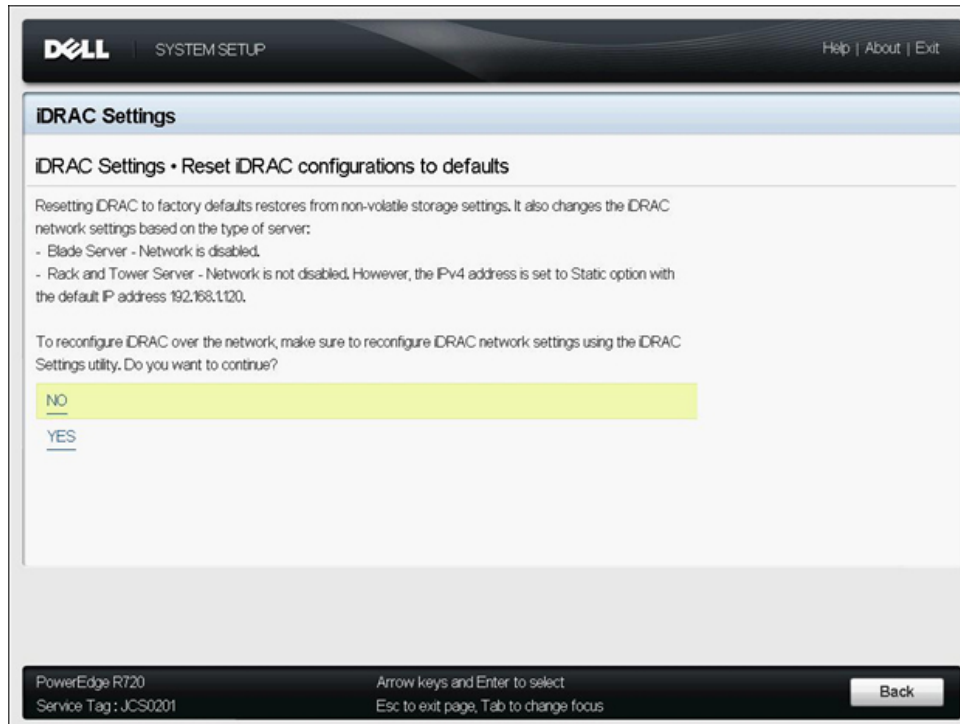 DELL SYSTEM SETUP Help | About | Exit
iDRAC Settings
iDRAC Settings • Reset iDRAC configurations to defaults
Resetting iDRAC to factory defaults restores from non-volatile storage settings. It also changes the iDRAC
network settings based on the type of server:
- Blade Server - Network is disabled.
- Rack and Tower Server - Network is not disabled. However, the IPv4 address is set to Static option with
the default IP address 192.168.1.120.
To reconfigure iDRAC over the network, make sure to reconfigure iDRAC network settings using the iDRAC
Settings utility. Do you want to continue?
NO
YES
PowerEdge R720 Arrow keys and Enter to select
Service Tag : JCS0201 Esc to exit page, Tab to change focus
Back